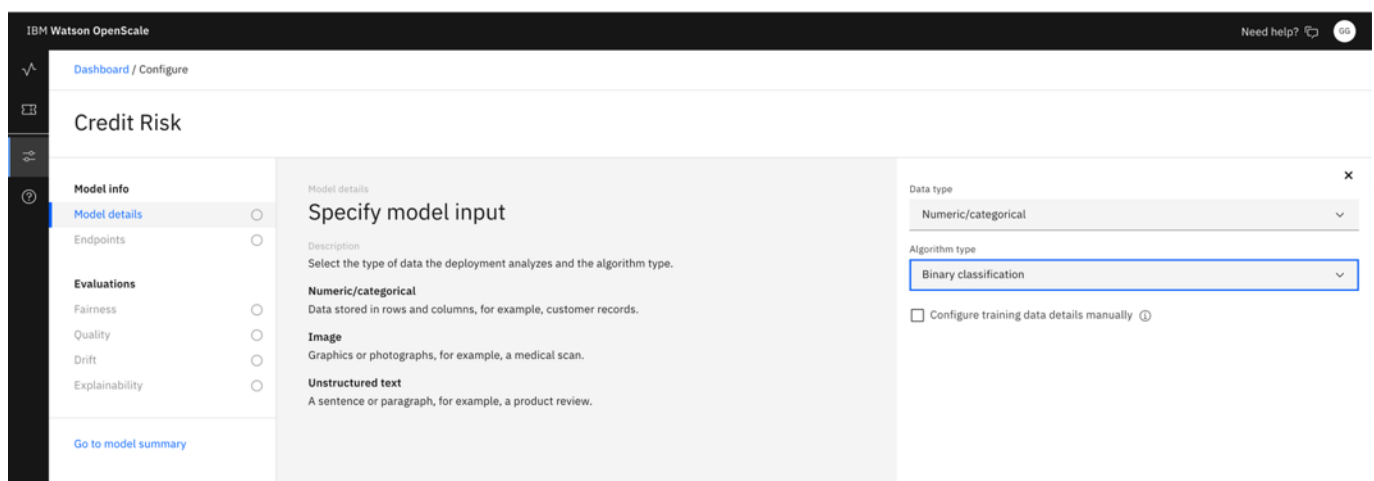 IBM Watson OpenScale
Need help?
GG
Dashboard / Configure
Credit Risk
Model info
Model details
Endpoints
Evaluations
Fairness
Quality
Drift
Explainability
Go to model summary
Model details
Specify model input
Description
Select the type of data the deployment analyzes and the algorithm type.
Numeric/categorical
Data stored in rows and columns, for example, customer records.
Image
Graphics or photographs, for example, a medical scan.
Unstructured text
A sentence or paragraph, for example, a product review.
Data type
Numeric/categorical
Algorithm type
Binary classification
Configure training data details manually